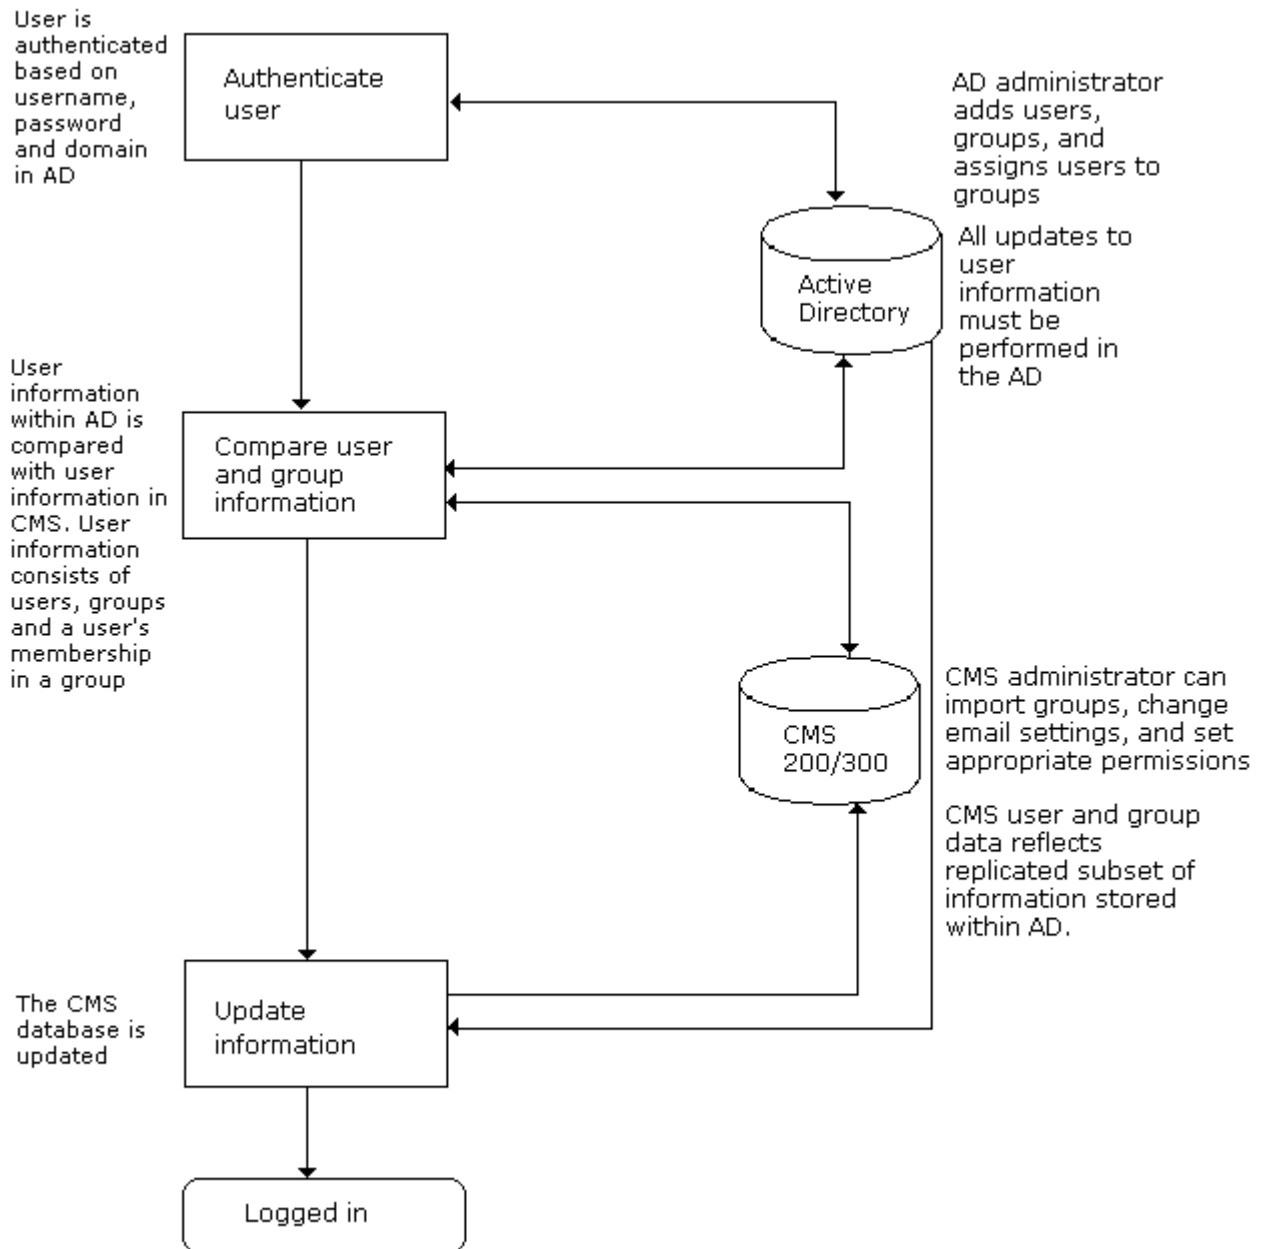 User is
authenticated
based on
username,
password
and domain
in AD
Authenticate
user
AD administrator
adds users,
groups, and
assigns users to
groups
All updates to
user
information
must be
performed in
the AD
Active
Directory
User
information
within AD is
compared
with user
information in
CMS. User
information
consists of
users, groups
and a user's
membership
in a group
Compare user
and group
information
CMS
200/300
CMS administrator can
import groups, change
email settings, and set
appropriate permissions
CMS user and group
data reflects
replicated subset of
information stored
within AD.
The CMS
database is
updated
Update
information
Logged in